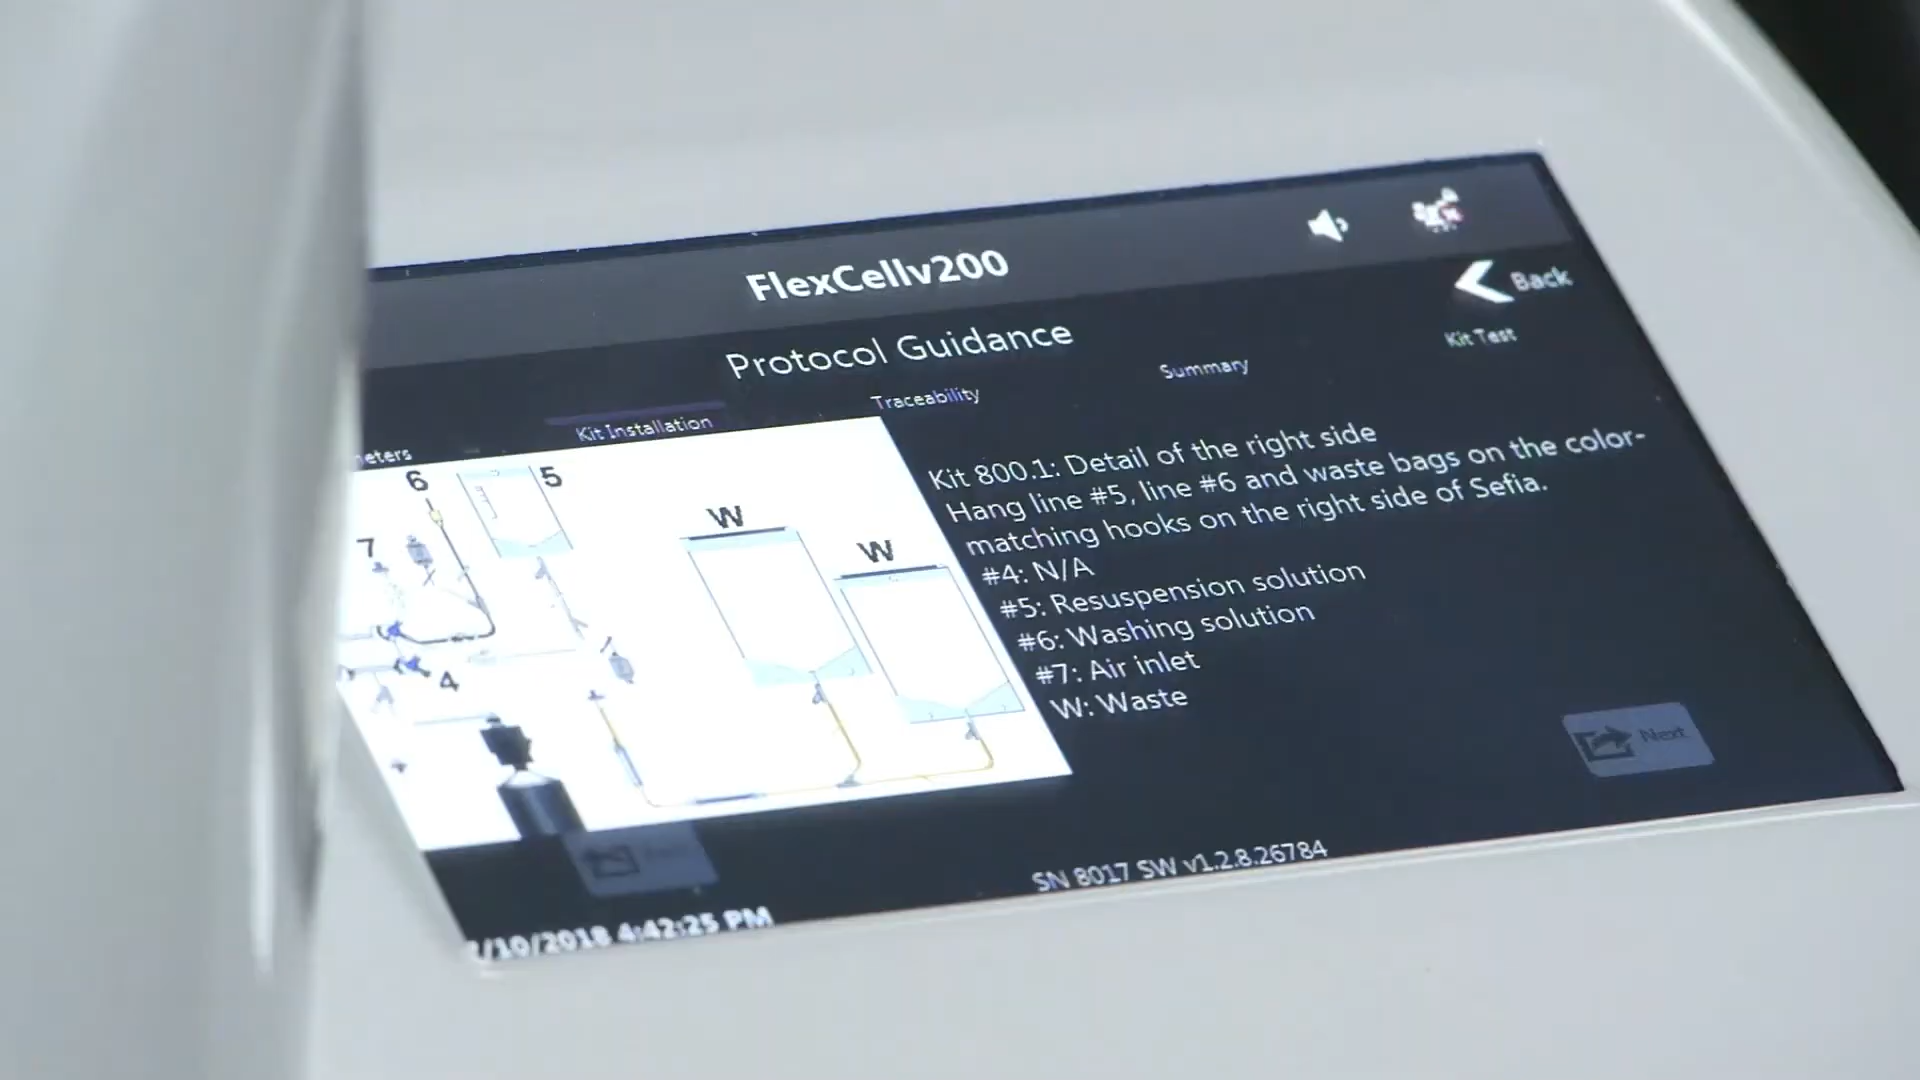 FlexCellv200
Back
Protocol Guidance
Kit Installation
Traceability
Summary
Kit Test
6
5
7
4
W
W
Kit 800.1: Detail of the right side
Hang line #5, line #6 and waste bags on the color-
matching hooks on the right side of Sefia.
#4: N/A
#5: Resuspension solution
#6: Washing solution
#7: Air inlet
W: Waste
Next
SN 8017 SW v1.2.8.26784
/10/2018 4:42:25 PM